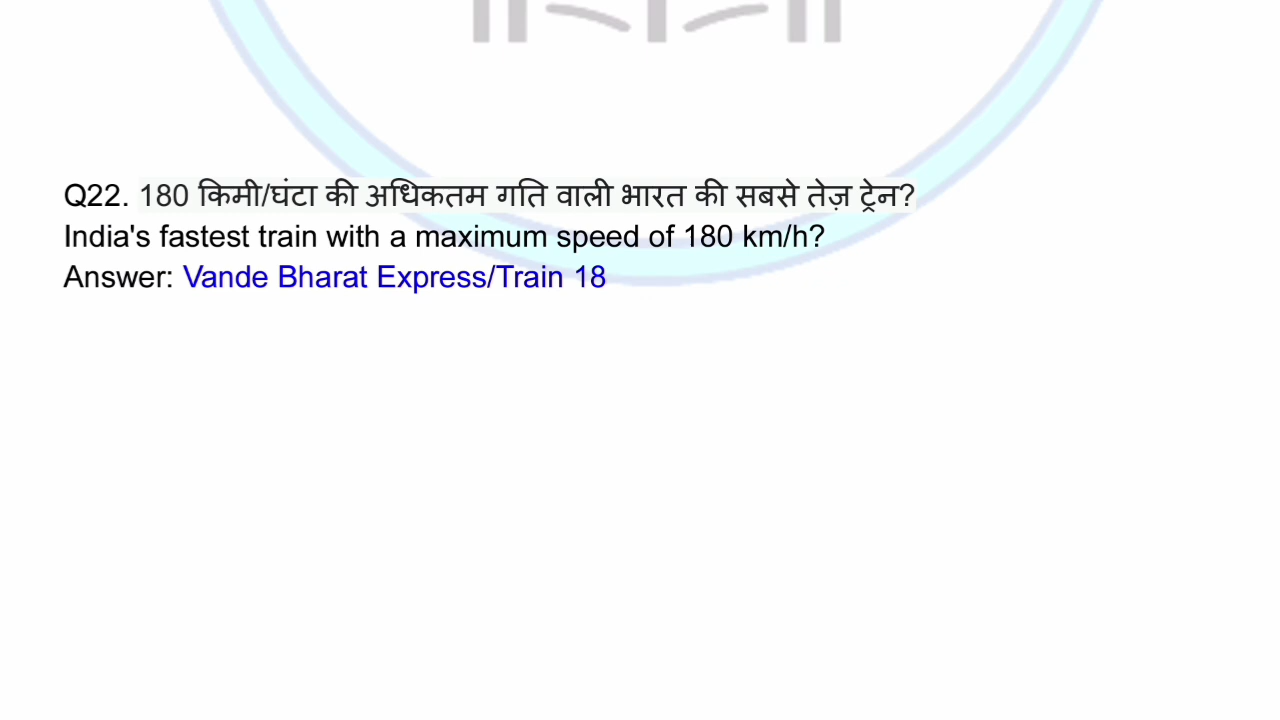 Q22. 180 किमी/घंटा की अधिकतम गति वाली भारत की सबसे तेज़ ट्रेन?
India's fastest train with a maximum speed of 180 km/h?
Answer: Vande Bharat Express/Train 18